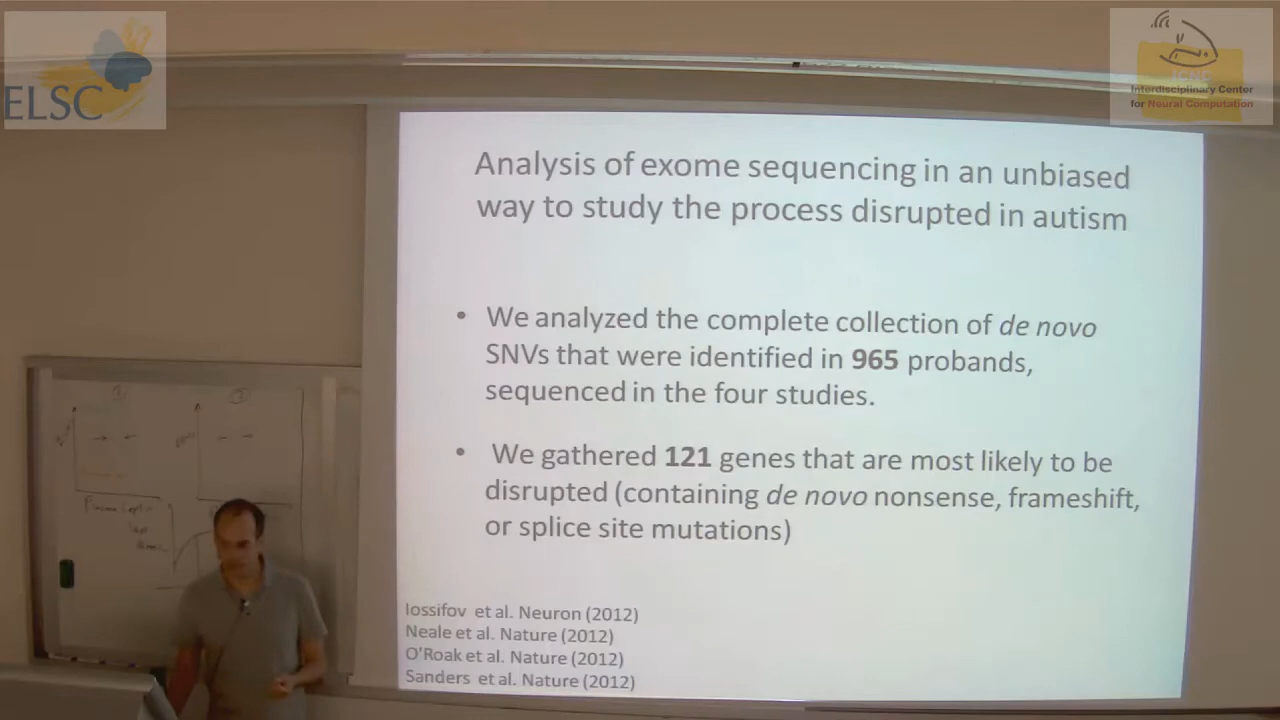 ELSC
ICNC
Interdisciplinary Center
for Neural Computation
Analysis of exome sequencing in an unbiased
way to study the process disrupted in autism
• We analyzed the complete collection of de novo
SNVs that were identified in 965 probands,
sequenced in the four studies.
• We gathered 121 genes that are most likely to be
disrupted (containing de novo nonsense, frameshift,
or splice site mutations)
Iossifov et al. Neuron (2012)
Neale et al. Nature (2012)
O'Roak et al. Nature (2012)
Sanders et al. Nature (2012)